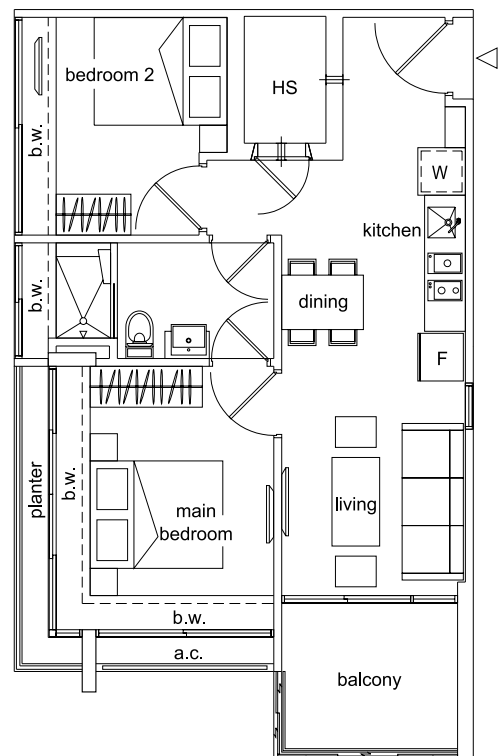 bedroom 2
HS
b.w.
W
kitchen
b.w.
dining
F
planter
b.w.
main
bedroom
living
b.w.
a.c.
balcony